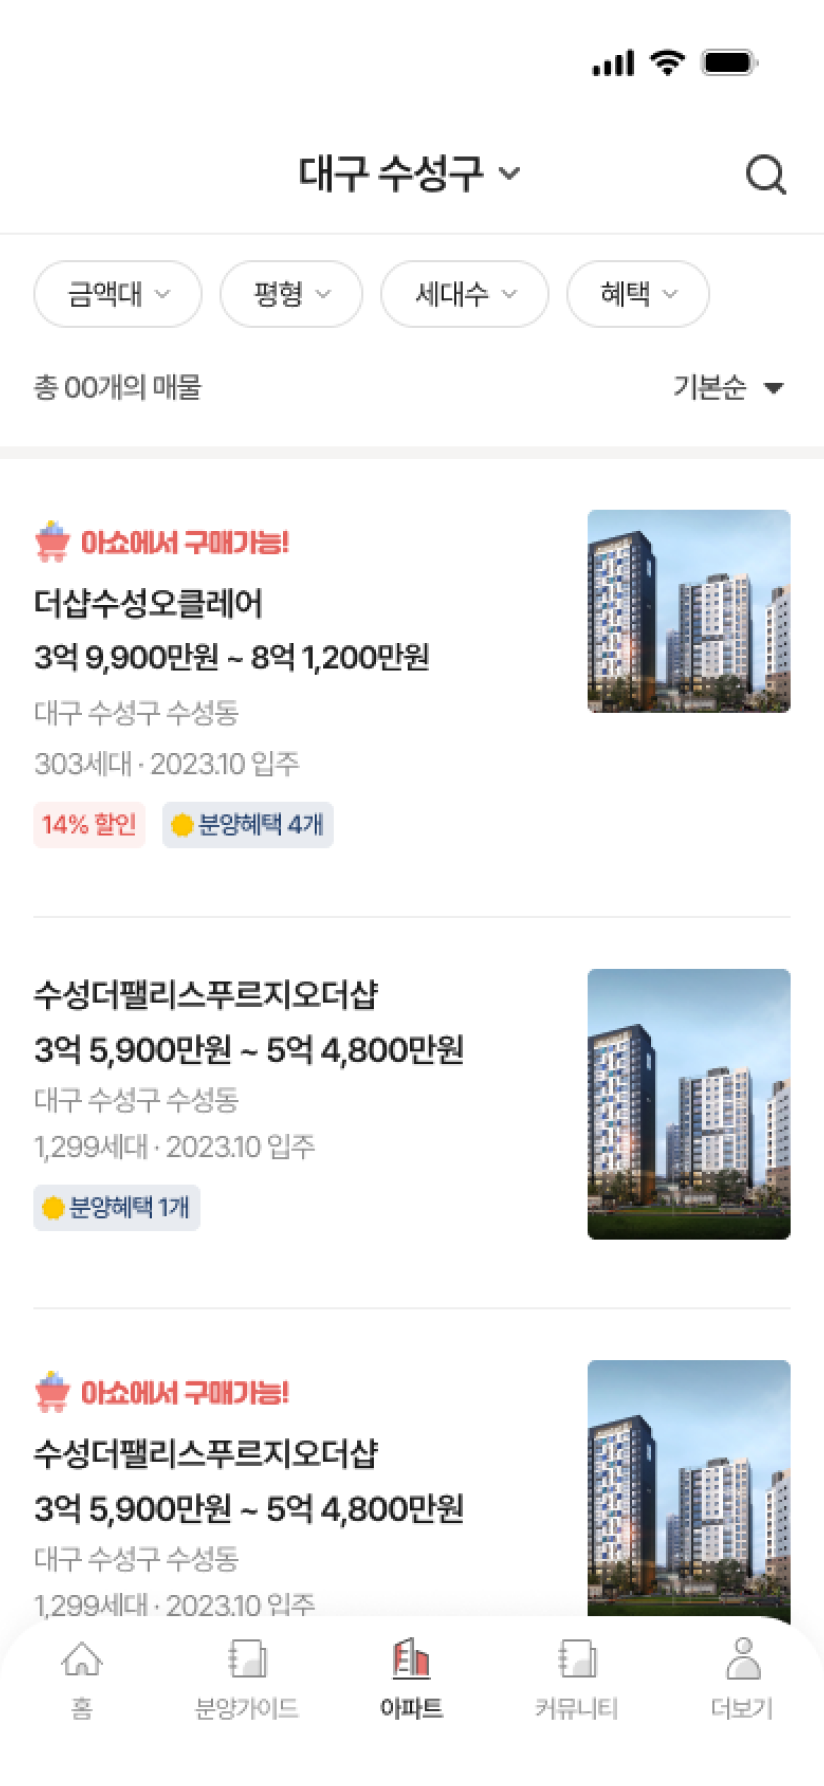 대구 수성구
금액대 평형 세대수 혜택
총 00개의 매물 기본순
아쇼에서 구매가능!
더샵수성오클레어
3억 9,900만원 ~ 8억 1,200만원
대구 수성구 수성동
303세대 · 2023.10 입주
14% 할인 분양혜택 4개
수성더팰리스푸르지오더샵
3억 5,900만원 ~ 5억 4,800만원
대구 수성구 수성동
1,299세대 · 2023.10 입주
분양혜택 1개
아쇼에서 구매가능!
수성더팰리스푸르지오더샵
3억 5,900만원 ~ 5억 4,800만원
대구 수성구 수성동
1,299세대 · 2023.10 입주
홈 분양가이드 아파트 커뮤니티 더보기